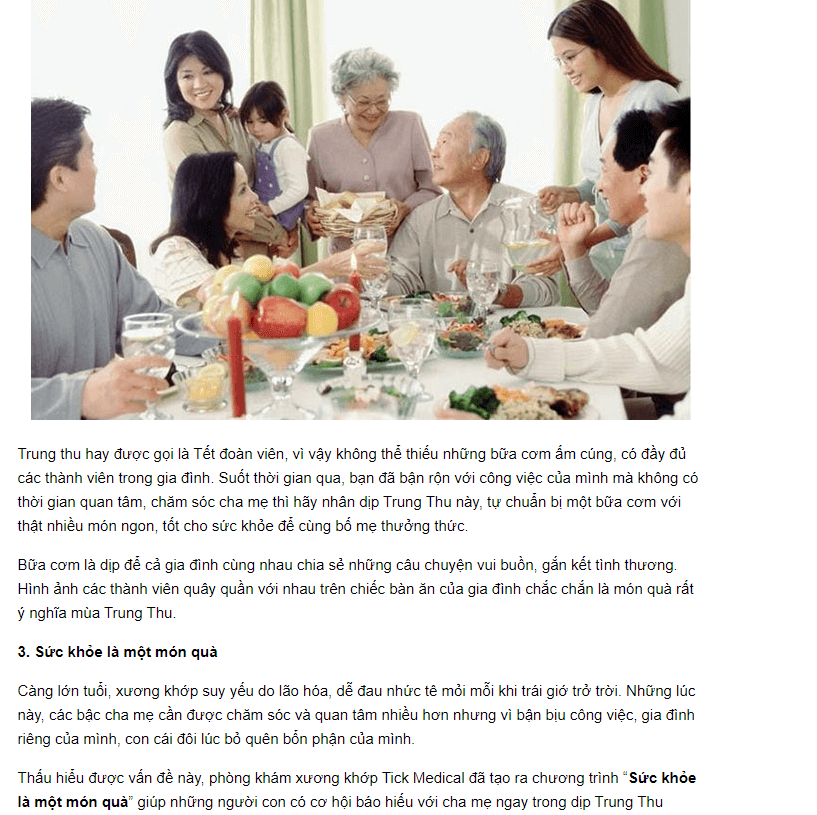 Trung thu hay được gọi là Tết đoàn viên, vì vậy không thể thiếu những bữa cơm ấm cúng, có đầy đủ
các thành viên trong gia đình. Suốt thời gian qua, bạn đã bận rộn với công việc của mình mà không có
thời gian quan tâm, chăm sóc cha mẹ thì hãy nhân dịp Trung Thu này, tự chuẩn bị một bữa cơm với
thật nhiều món ngon, tốt cho sức khỏe để cùng bố mẹ thưởng thức.
Bữa cơm là dịp để cả gia đình cùng nhau chia sẻ những câu chuyện vui buồn, gắn kết tình thương.
Hình ảnh các thành viên quây quần với nhau trên chiếc bàn ăn của gia đình chắc chắn là món quà rất
ý nghĩa mùa Trung Thu.
3. Sức khỏe là một món quà
Càng lớn tuổi, xương khớp suy yếu do lão hóa, dễ đau nhức tê mỏi mỗi khi trái giớ trở trời. Những lúc
này, các bậc cha mẹ cần được chăm sóc và quan tâm nhiều hơn nhưng vì bận bịu công việc, gia đình
riêng của mình, con cái đôi lúc bỏ quên bổn phận của mình.
Thấu hiểu được vấn đề này, phòng khám xương khớp Tick Medical đã tạo ra chương trình “Sức khỏe
là một món quà” giúp những người con có cơ hội báo hiếu với cha mẹ ngay trong dịp Trung Thu